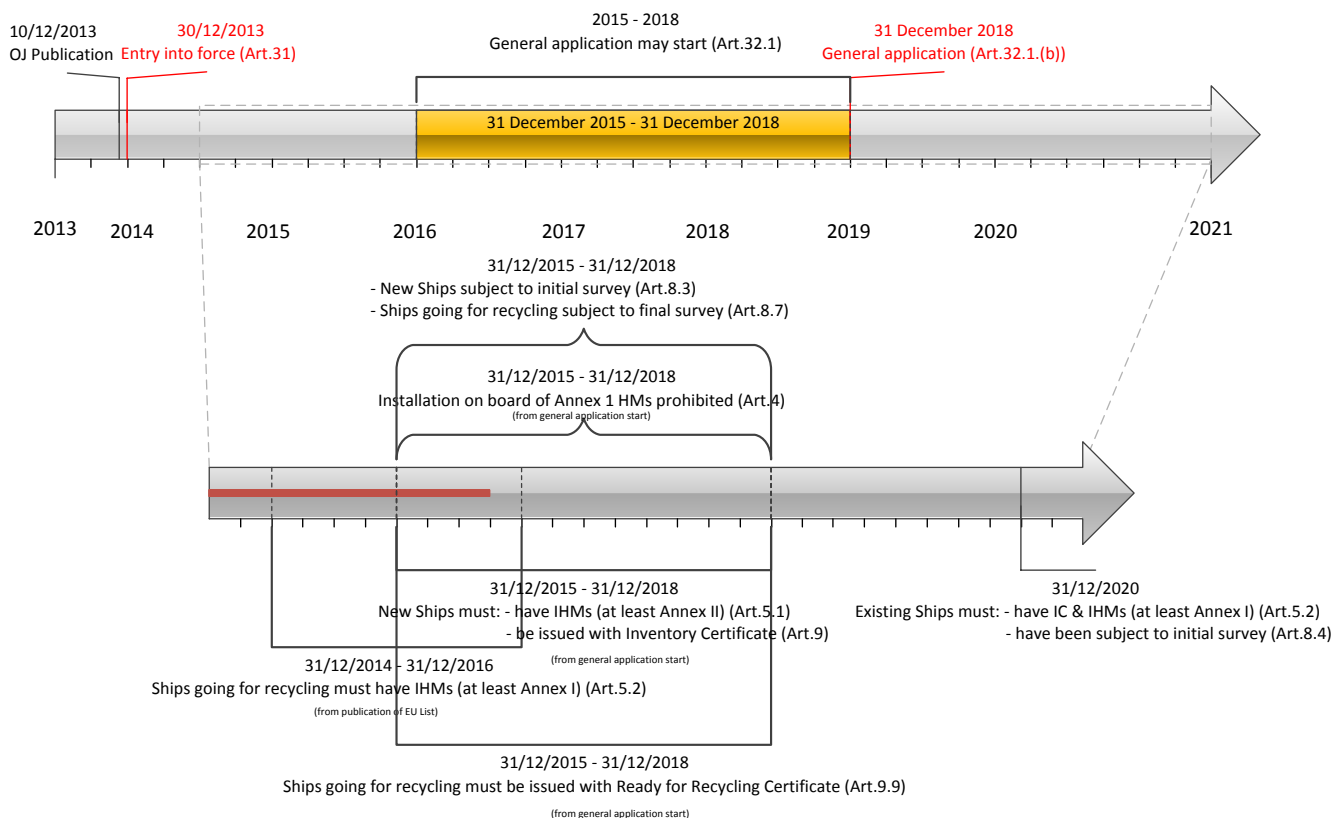 10/12/2013
OJ Publication
30/12/2013
Entry into force (Art.31)
2015 - 2018
General application may start (Art.32.1)
31 December 2018
General application (Art.32.1.(b))
31 December 2015 - 31 December 2018
2013
2014
2015
2016
2017
2018
2019
2020
2021
31/12/2015 - 31/12/2018
- New Ships subject to initial survey (Art.8.3)
- Ships going for recycling subject to final survey (Art.8.7)
31/12/2015 - 31/12/2018
Installation on board of Annex 1 HMs prohibited (Art.4)
(from general application start)
31/12/2015 - 31/12/2018
New Ships must: - have IHMs (at least Annex II) (Art.5.1)
- be issued with Inventory Certificate (Art.9)
(from general application start)
31/12/2020
Existing Ships must: - have IC & IHMs (at least Annex I) (Art.5.2)
- have been subject to initial survey (Art.8.4)
31/12/2014 - 31/12/2016
Ships going for recycling must have IHMs (at least Annex I) (Art.5.2)
(from publication of EU List)
31/12/2015 - 31/12/2018
Ships going for recycling must be issued with Ready for Recycling Certificate (Art.9.9)
(from general application start)